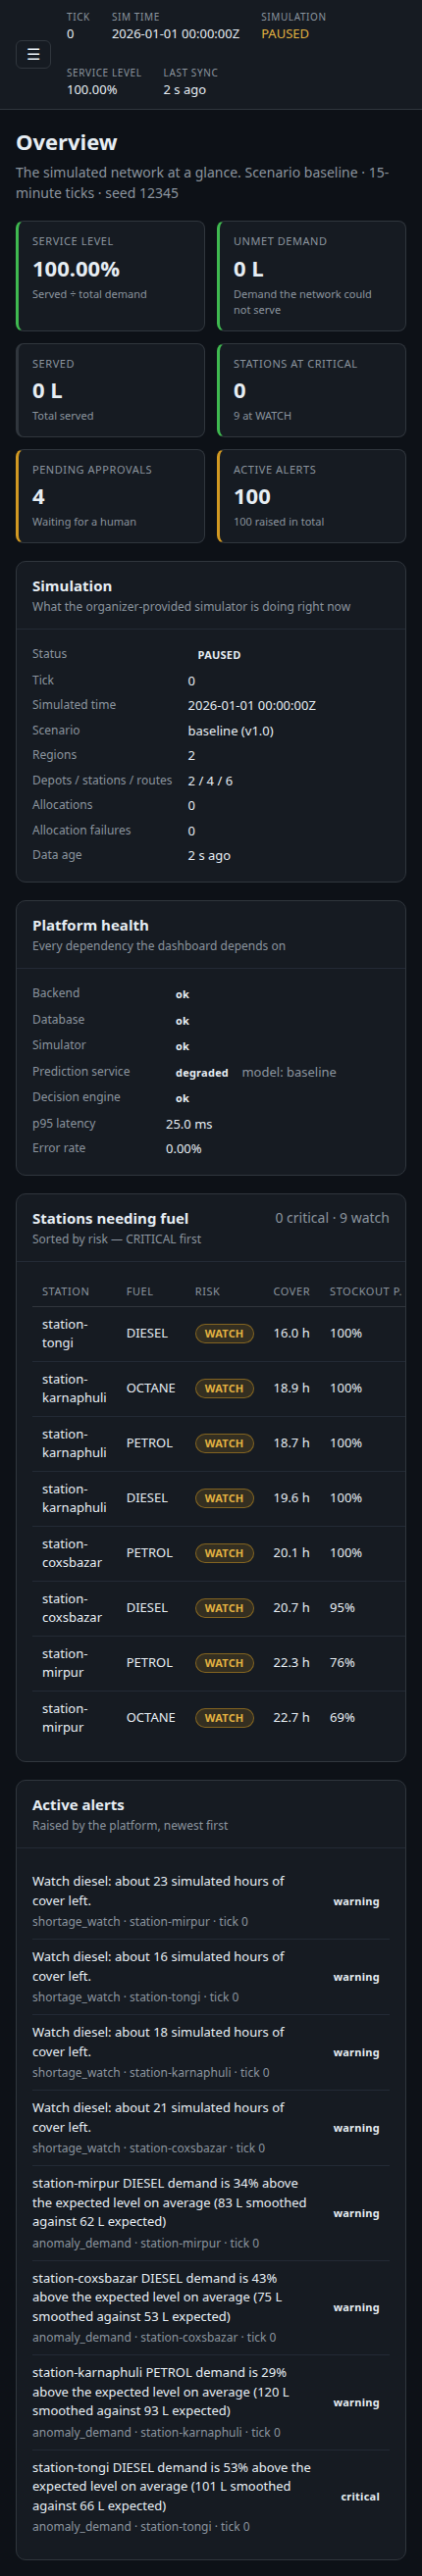 ☰
TICK
0
SIM TIME
2026-01-01 00:00:00Z
SIMULATION
PAUSED
SERVICE LEVEL
100.00%
LAST SYNC
2 s ago
Overview
The simulated network at a glance. Scenario baseline · 15-
minute ticks · seed 12345
SERVICE LEVEL
100.00%
Served ÷ total demand
UNMET DEMAND
0 L
Demand the network could
not serve
SERVED
0 L
Total served
STATIONS AT CRITICAL
0
9 at WATCH
PENDING APPROVALS
4
Waiting for a human
ACTIVE ALERTS
100
100 raised in total
Simulation
What the organizer-provided simulator is doing right now
Status PAUSED
Tick 0
Simulated time 2026-01-01 00:00:00Z
Scenario baseline (v1.0)
Regions 2
Depots / stations / routes 2 / 4 / 6
Allocations 0
Allocation failures 0
Data age 2 s ago
Platform health
Every dependency the dashboard depends on
Backend ok
Database ok
Simulator ok
Prediction service degraded model: baseline
Decision engine ok
p95 latency 25.0 ms
Error rate 0.00%
Stations needing fuel 0 critical · 9 watch
Sorted by risk — CRITICAL first
STATION FUEL RISK COVER STOCKOUT P.
station-
tongi DIESEL WATCH 16.0 h 100%
station-
karnaphuli OCTANE WATCH 18.9 h 100%
station-
karnaphuli PETROL WATCH 18.7 h 100%
station-
karnaphuli DIESEL WATCH 19.6 h 100%
station-
coxsbazar PETROL WATCH 20.1 h 100%
station-
coxsbazar DIESEL WATCH 20.7 h 95%
station-
mirpur PETROL WATCH 22.3 h 76%
station-
mirpur OCTANE WATCH 22.7 h 69%
Active alerts
Raised by the platform, newest first
Watch diesel: about 23 simulated hours of
cover left.
warning
shortage_watch · station-mirpur · tick 0
Watch diesel: about 16 simulated hours of
cover left.
warning
shortage_watch · station-tongi · tick 0
Watch diesel: about 18 simulated hours of
cover left.
warning
shortage_watch · station-karnaphuli · tick 0
Watch diesel: about 21 simulated hours of
cover left.
warning
shortage_watch · station-coxsbazar · tick 0
station-mirpur DIESEL demand is 34% above
the expected level on average (83 L smoothed
against 62 L expected)
warning
anomaly_demand · station-mirpur · tick 0
station-coxsbazar DIESEL demand is 43%
above the expected level on average (75 L
smoothed against 53 L expected)
warning
anomaly_demand · station-coxsbazar · tick 0
station-karnaphuli PETROL demand is 29%
above the expected level on average (120 L
smoothed against 93 L expected)
warning
anomaly_demand · station-karnaphuli · tick 0
station-tongi DIESEL demand is 53% above the
expected level on average (101 L smoothed
against 66 L expected)
critical
anomaly_demand · station-tongi · tick 0